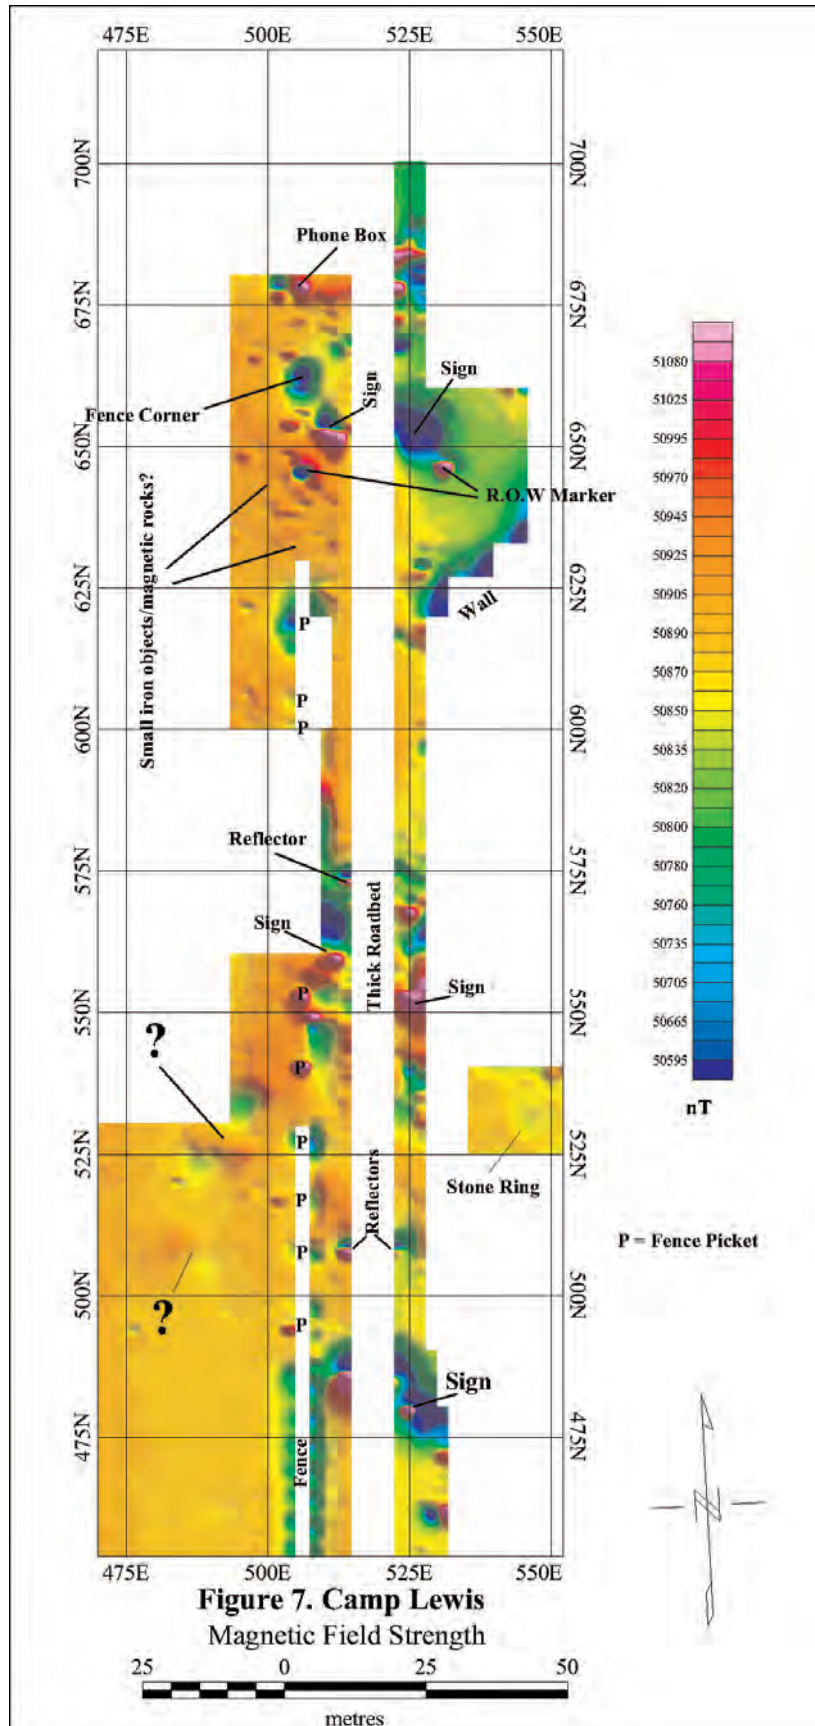 475E 500E 525E 550E
700N 700N
Phone Box
675N 675N
Sign
Sign
Fence Corner
650N 650N
R.O.W Marker
Small iron objects/magnetic rocks?
625N 625N
Wall
P
P
P
600N 600N
Reflector
575N 575N
Sign
Thick Roadbed
P
Sign
550N 550N
?
P
P
525N 525N
Stone Ring
P
Reflectors
P
?
500N 500N
P
Sign
475N 475N
Fence
475E 500E 525E 550E
51080
51025
50995
50970
50945
50925
50905
50890
50870
50850
50835
50820
50800
50780
50760
50735
50705
50665
50595
nT
P = Fence Picket
N
Figure 7. Camp Lewis
Magnetic Field Strength
25 0 25 50
metres